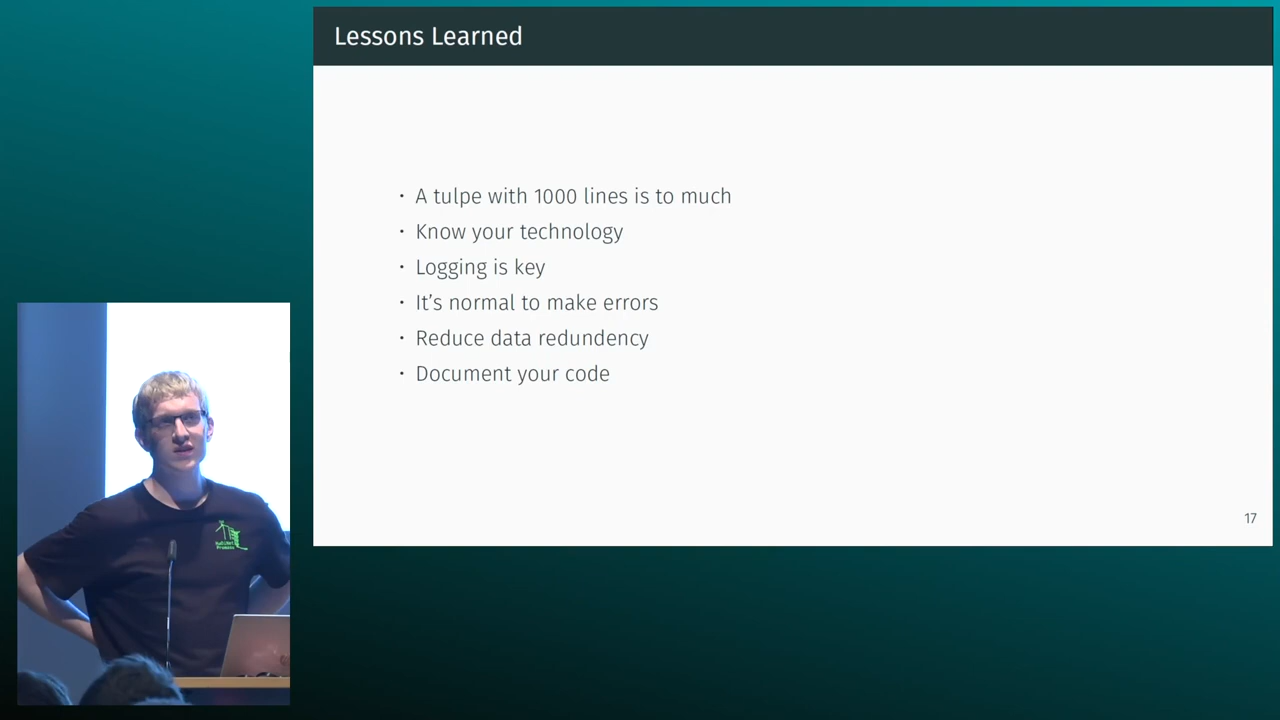 Lessons Learned
• A tulpe with 1000 lines is to much
• Know your technology
• Logging is key
• It's normal to make errors
• Reduce data redundency
• Document your code
17